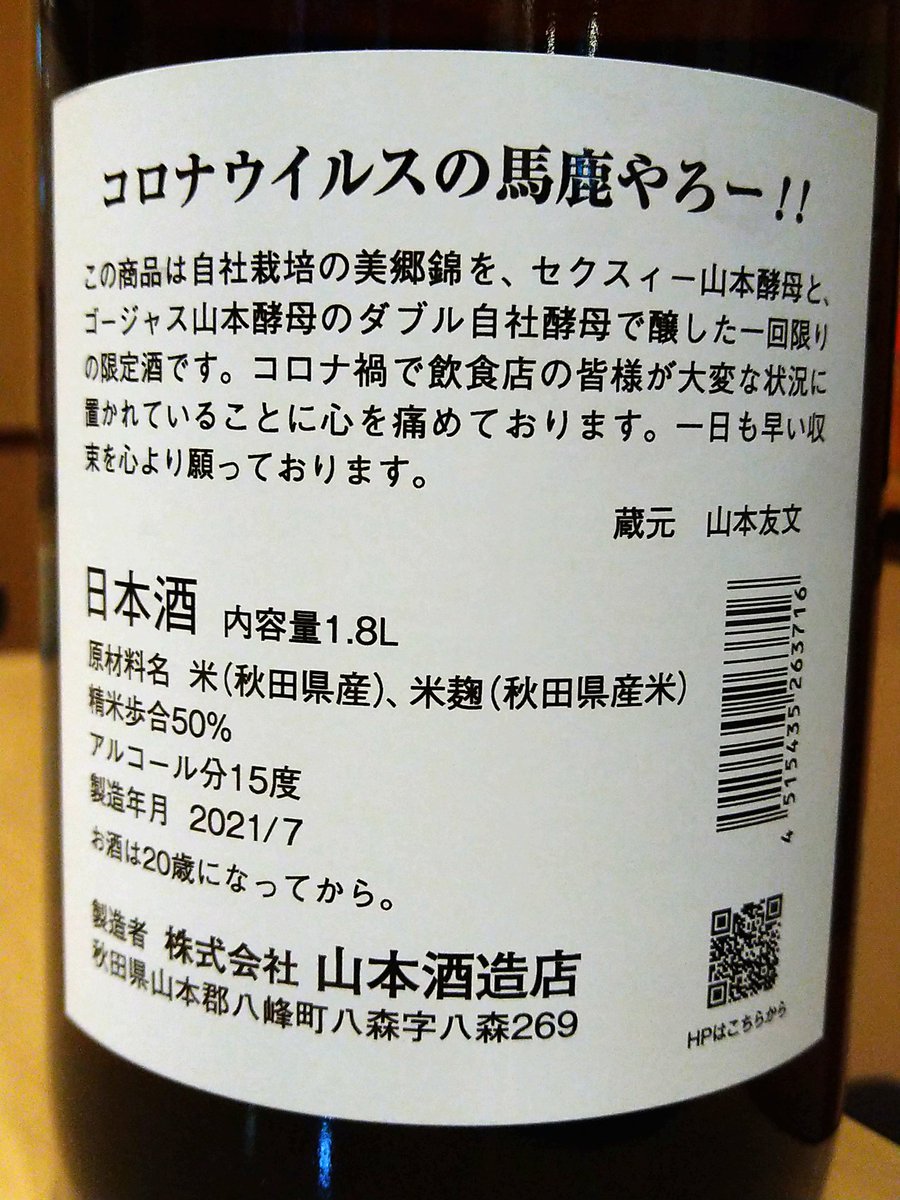 コロナウイルスの馬鹿やろー!!
この商品は自社栽培の美郷錦を、セクスィー山本酵母と、
ゴージャス山本酵母のダブル自社酵母で醸した一回限り
の限定酒です。コロナ禍で飲食店の皆様が大変な状況に
置かれていることに心を痛めております。一日も早い収
束を心より願っております。
蔵元　山本友文
日本酒 内容量1.8L
原材料名 米(秋田県産)、米麹(秋田県産米)
精米歩合50%
アルコール分15度
製造年月 2021/7
お酒は20歳になってから。
製造者 株式会社 山本酒造店
秋田県山本郡八峰町八森字八森269
4 515435 263716
HPはこちらから